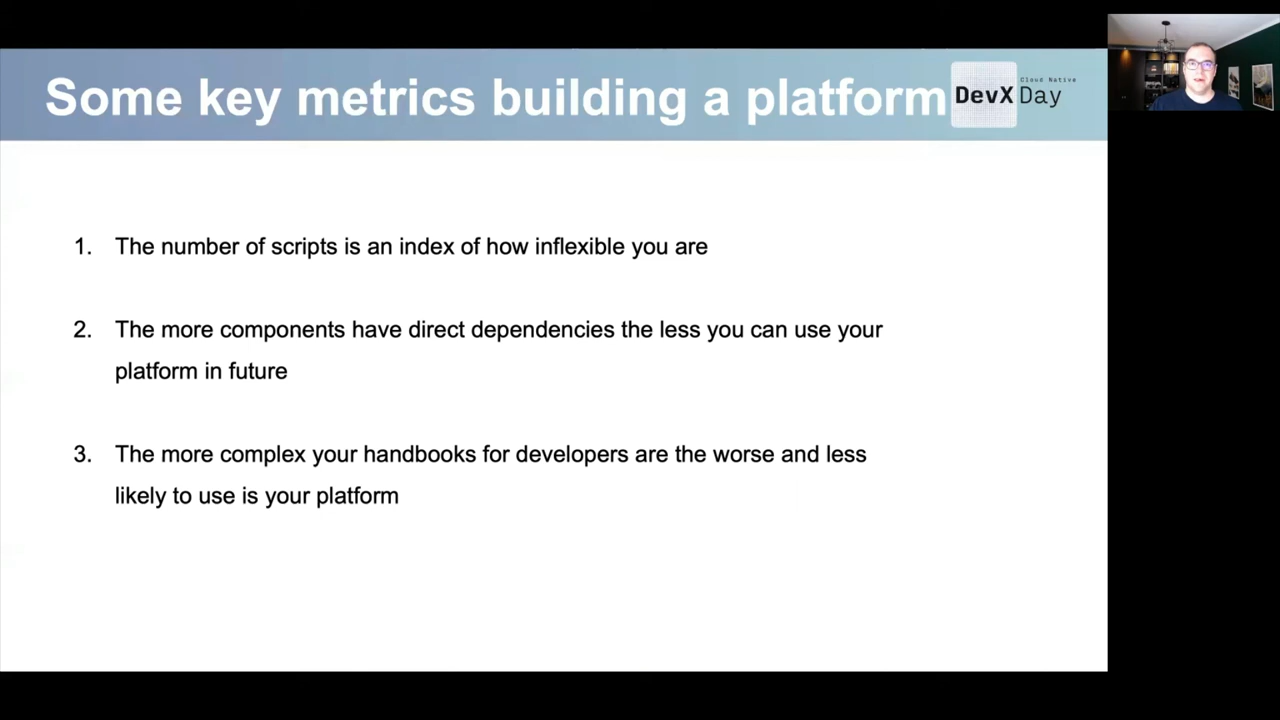 Some key metrics building a platform
Cloud Native
DevX Day
1. The number of scripts is an index of how inflexible you are
2. The more components have direct dependencies the less you can use your
platform in future
3. The more complex your handbooks for developers are the worse and less
likely to use is your platform